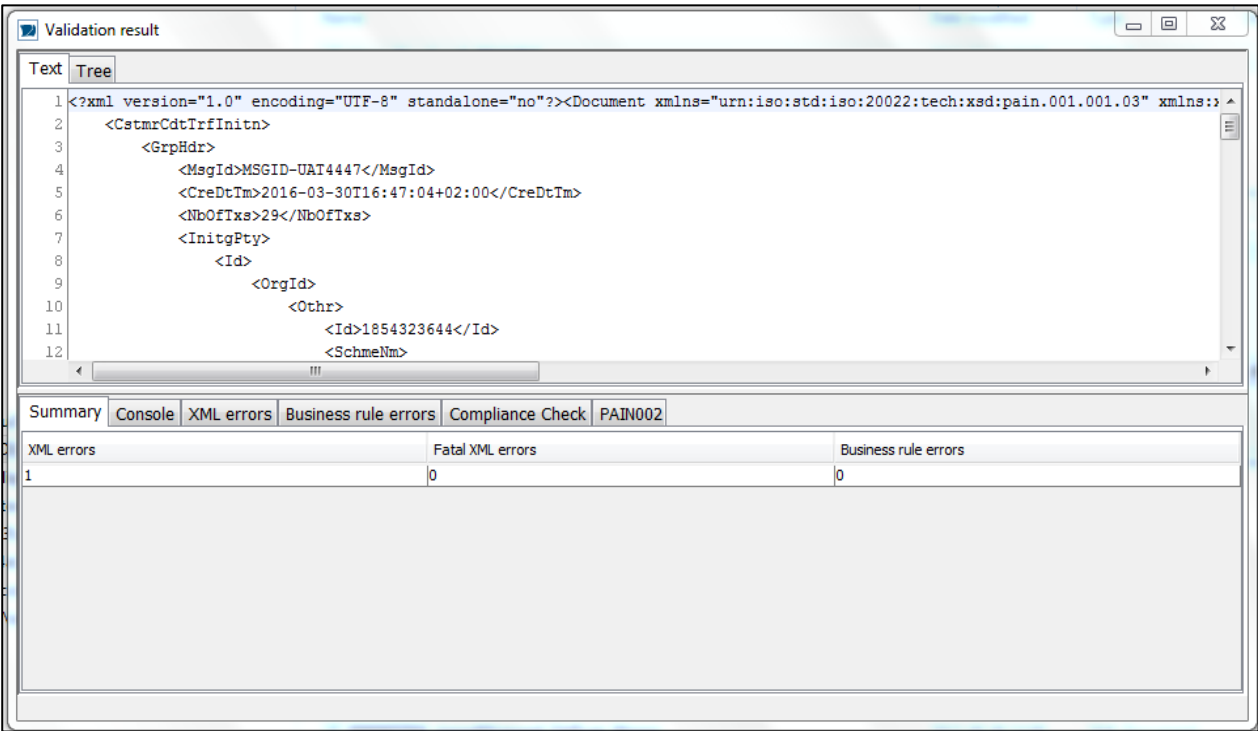 Validation result
Text Tree
1 <?xml version="1.0" encoding="UTF-8" standalone="no"?><Document xmlns="urn:iso:std:iso:20022:tech:xsd:pain.001.001.03" xmlns:
2 <CstmrCdtTrfInitn>
3 <GrpHdr>
4 <MsgId>MSGID-UAT4447</MsgId>
5 <CreDtTm>2016-03-30T16:47:04+02:00</CreDtTm>
6 <NbOfTxs>29</NbOfTxs>
7 <InitgPty>
8 <Id>
9 <OrgId>
10 <Othr>
11 <Id>1854323644</Id>
12 <SchmeNm>
Summary Console XML errors Business rule errors Compliance Check PAIN002
XML errors Fatal XML errors Business rule errors
1 0 0